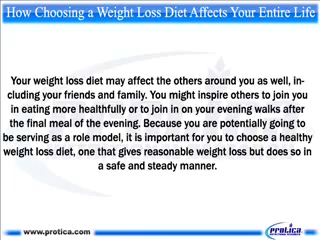 How Choosing a Weight Loss Diet Affects Your Entire Life
Your weight loss diet may affect the others around you as well, in-
cluding your friends and family. You might inspire others to join you
in eating more healthfully or to join in on your evening walks after
the final meal of the evening. Because you are potentially going to
be serving as a role model, it is important for you to choose a healthy
weight loss diet, one that gives reasonable weight loss but does so in
a safe and steady manner.
www.protica.com
protica